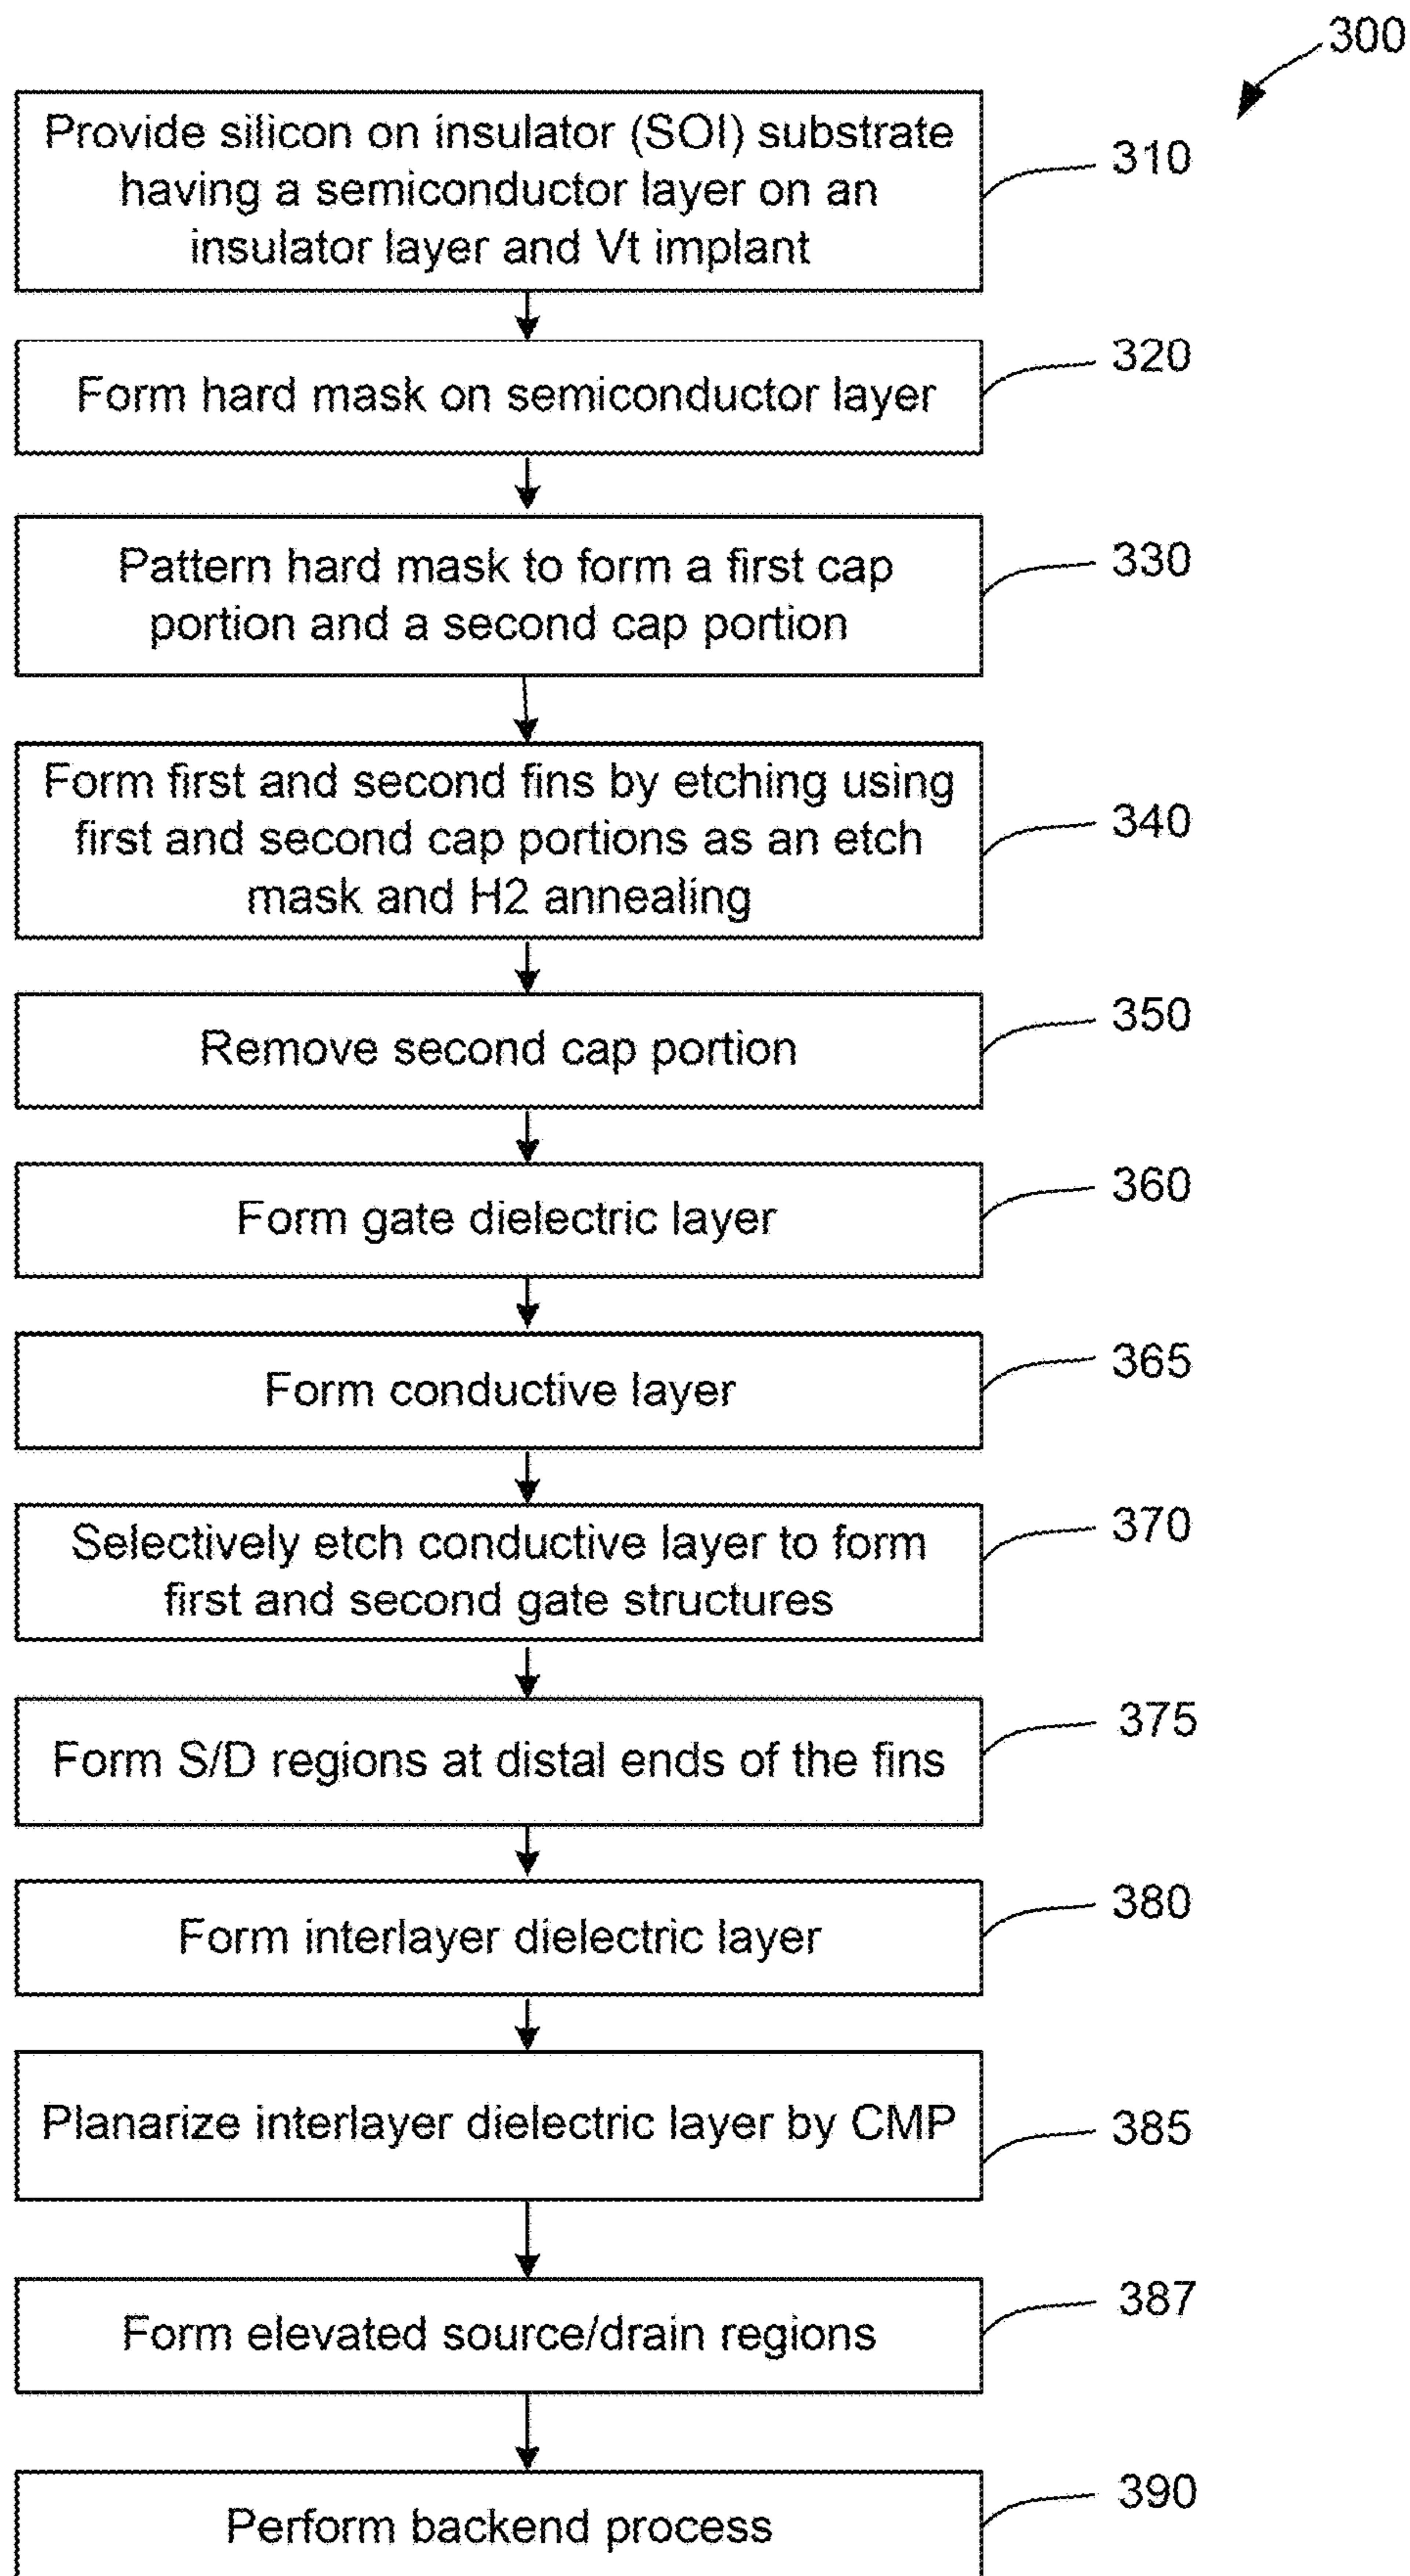 300
Provide silicon on insulator (SOI) substrate
having a semiconductor layer on an
insulator layer and Vt implant
310
Form hard mask on semiconductor layer
320
Pattern hard mask to form a first cap
portion and a second cap portion
330
Form first and second fins by etching using
first and second cap portions as an etch
mask and H2 annealing
340
Remove second cap portion
350
Form gate dielectric layer
360
Form conductive layer
365
Selectively etch conductive layer to form
first and second gate structures
370
Form S/D regions at distal ends of the fins
375
Form interlayer dielectric layer
380
Planarize interlayer dielectric layer by CMP
385
Form elevated source/drain regions
387
Perform backend process
390